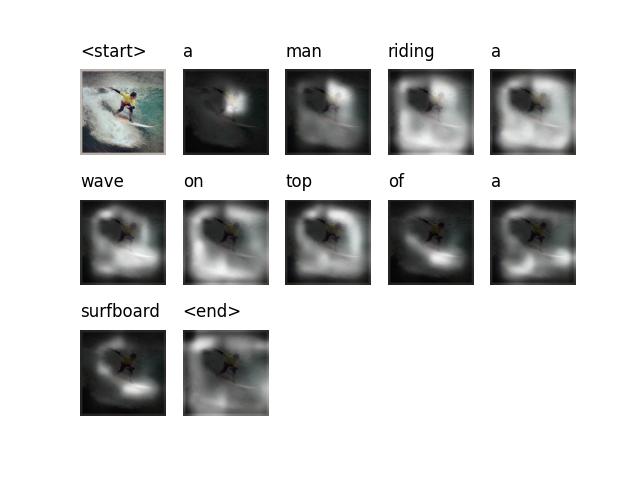 <start> a man riding a
wave on top of a
surfboard <end>